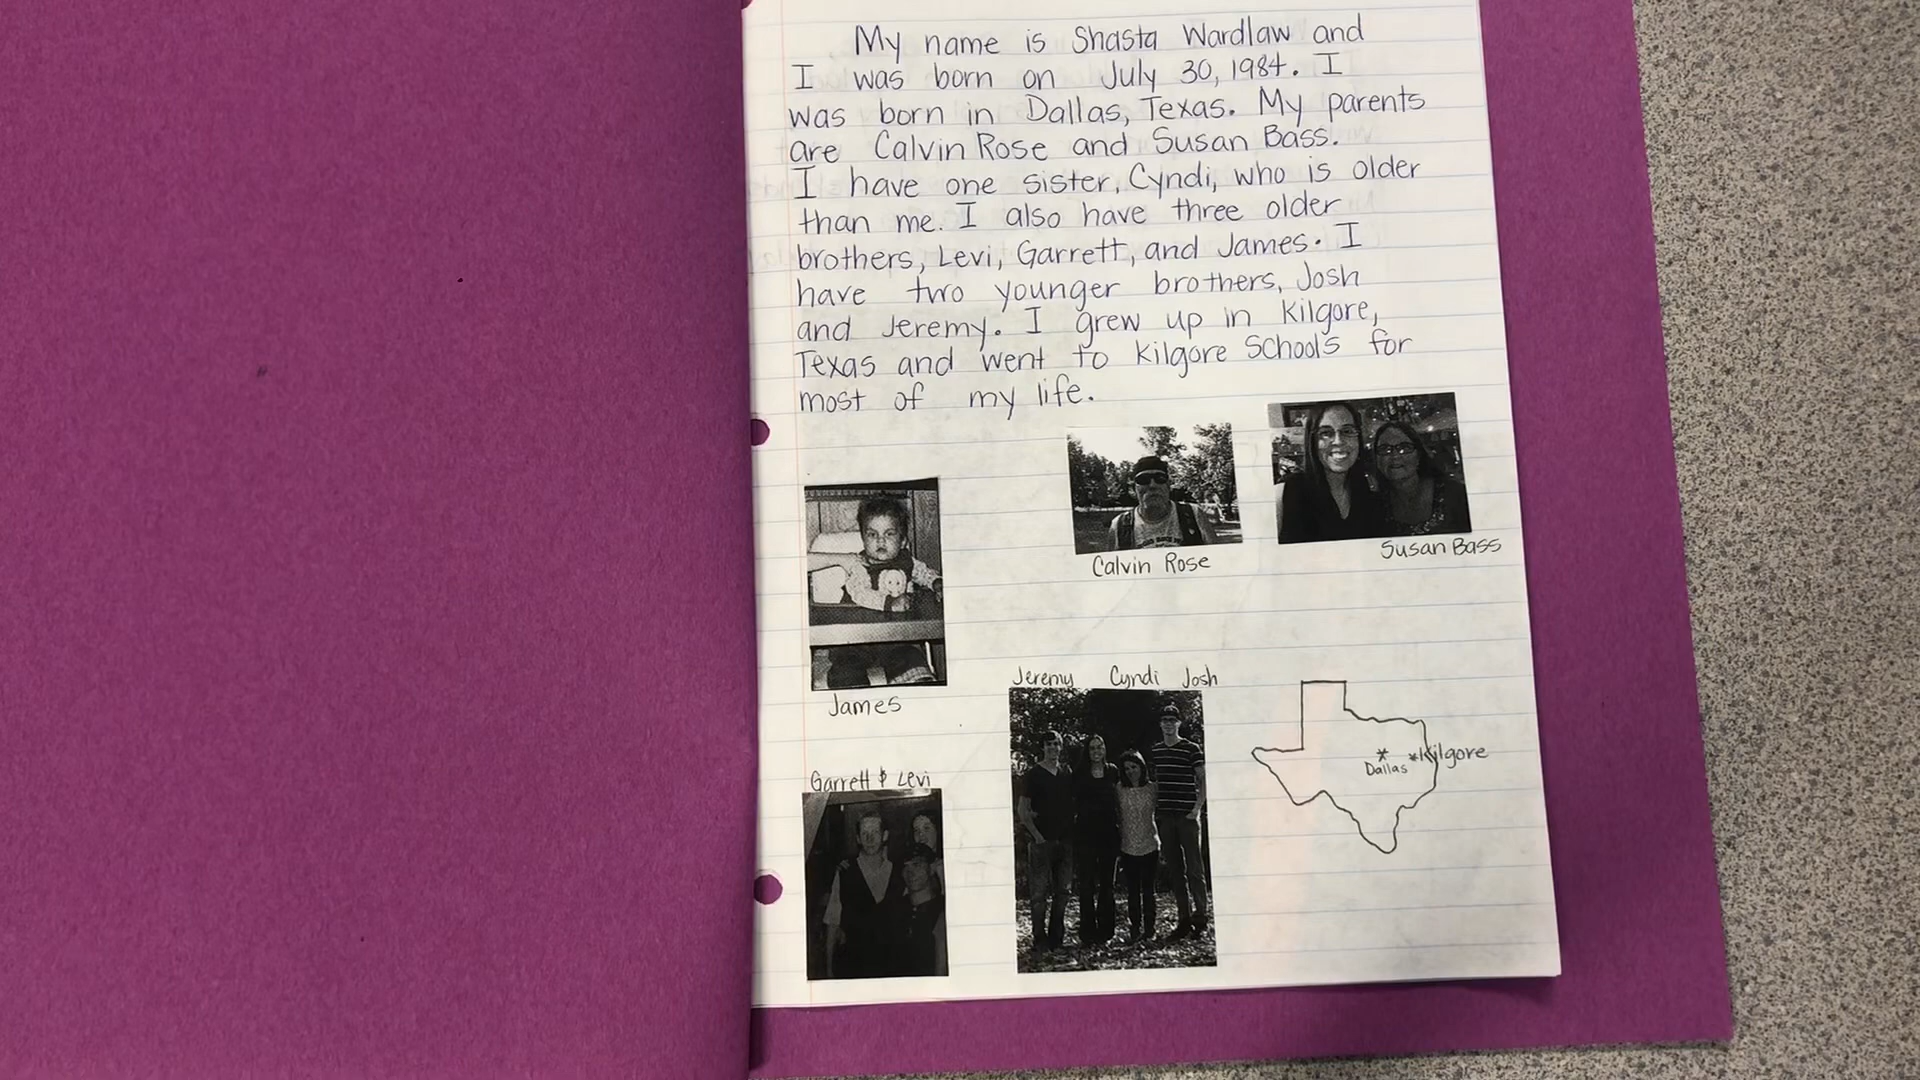 My name is Shasta Wardlaw and
I was born on July 30, 1984. I
was born in Dallas, Texas. My parents
are Calvin Rose and Susan Bass.
I have one sister, Cyndi, who is older
than me. I also have three older
brothers, Levi, Garrett, and James. I
have two younger brothers, Josh
and Jeremy. I grew up in Kilgore,
Texas and went to Kilgore Schools for
most of my life.
Calvin Rose
Susan Bass
James
Jeremy Cyndi Josh
Garrett & Levi
Dallas
Kilgore